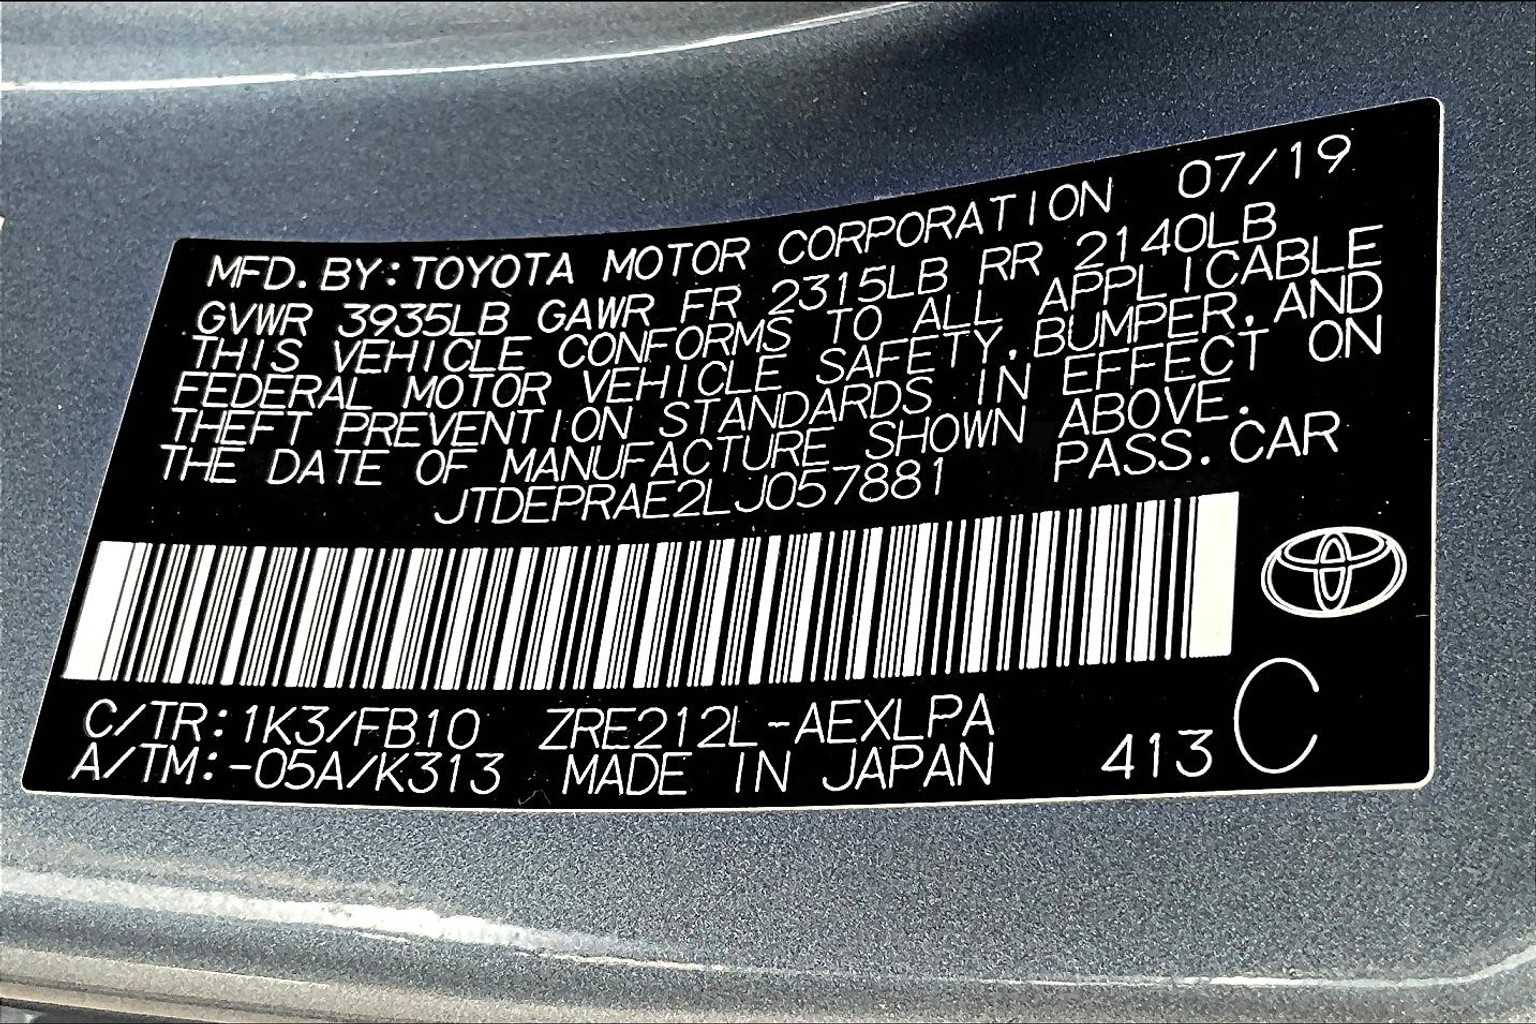 MFD. BY: TOYOTA MOTOR CORPORATION 07/19
GVWR 3935LB GAWR FR 2315LB RR 2140LB
THIS VEHICLE CONFORMS TO ALL APPLICABLE
FEDERAL MOTOR VEHICLE SAFETY, BUMPER, AND
THEFT PREVENTION STANDARDS IN EFFECT ON
THE DATE OF MANUFACTURE SHOWN ABOVE.
JTDEPRAE2LJ057881 PASS. CAR
C/TR: 1K3/FB10 ZRE212L-AEXLPA
A/TM: -05A/K313 MADE IN JAPAN 413 C